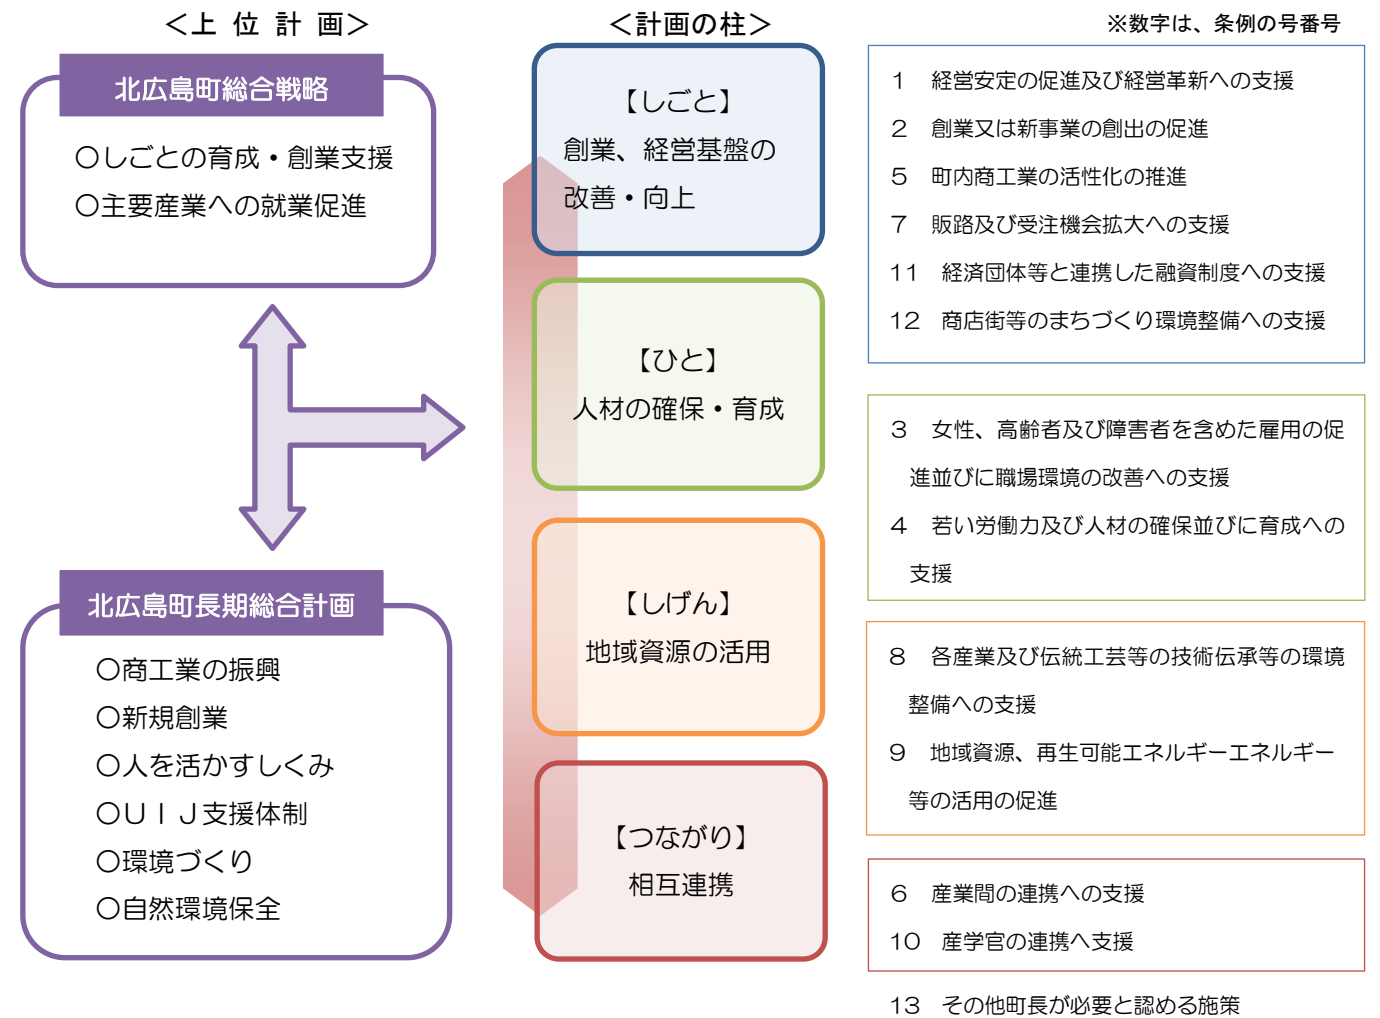 ＜上 位 計 画＞
北広島町総合戦略
〇しごとの育成・創業支援
〇主要産業への就業促進
北広島町長期総合計画
〇商工業の振興
〇新規創業
〇人を活かすしくみ
〇ＵＩＪ支援体制
〇環境づくり
〇自然環境保全
＜計画の柱＞
【しごと】
創業、経営基盤の
改善・向上
【ひと】
人材の確保・育成
【しげん】
地域資源の活用
【つながり】
相互連携
※数字は、条例の号番号
１　経営安定の促進及び経営革新への支援
２　創業又は新事業の創出の促進
５　町内商工業の活性化の推進
７　販路及び受注機会拡大への支援
11　経済団体等と連携した融資制度への支援
12　商店街等のまちづくり環境整備への支援
３　女性、高齢者及び障害者を含めた雇用の促
進並びに職場環境の改善への支援
４　若い労働力及び人材の確保並びに育成への
支援
８　各産業及び伝統工芸等の技術伝承等の環境
整備への支援
９　地域資源、再生可能エネルギーエネルギー
等の活用の促進
６　産業間の連携への支援
10　産学官の連携へ支援
13　その他町長が必要と認める施策